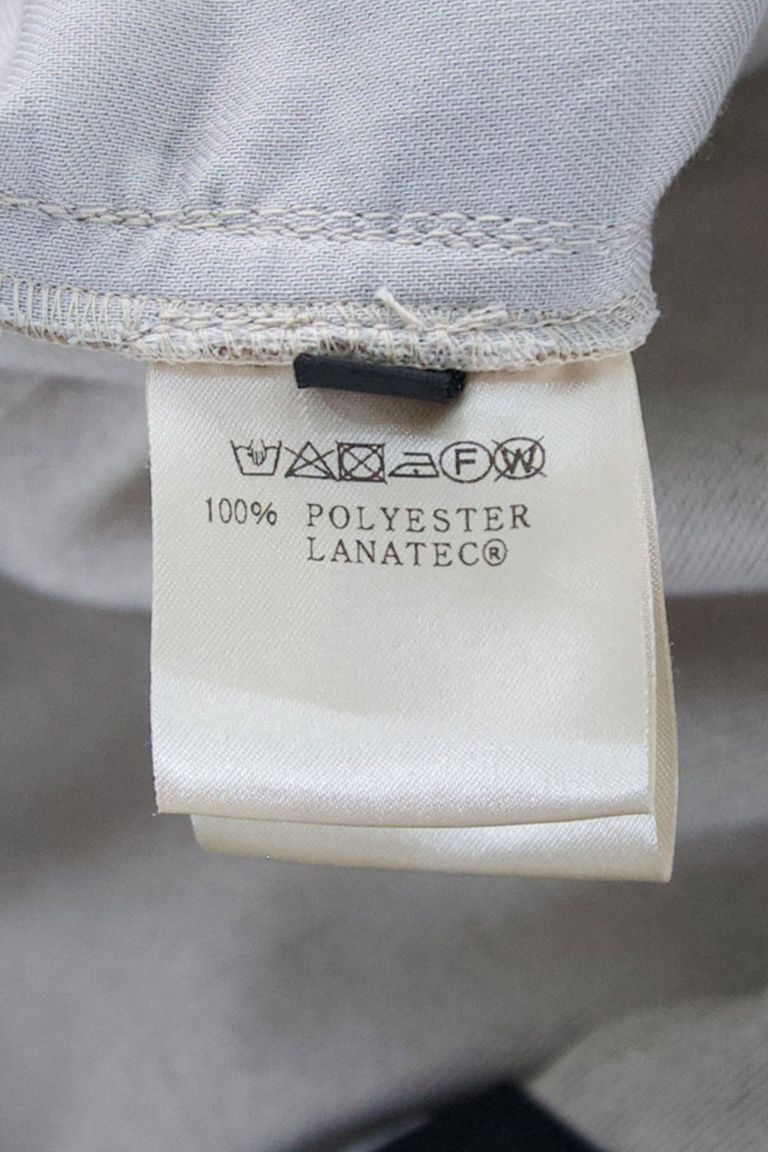 F W
100% POLYESTER
LANATEC®